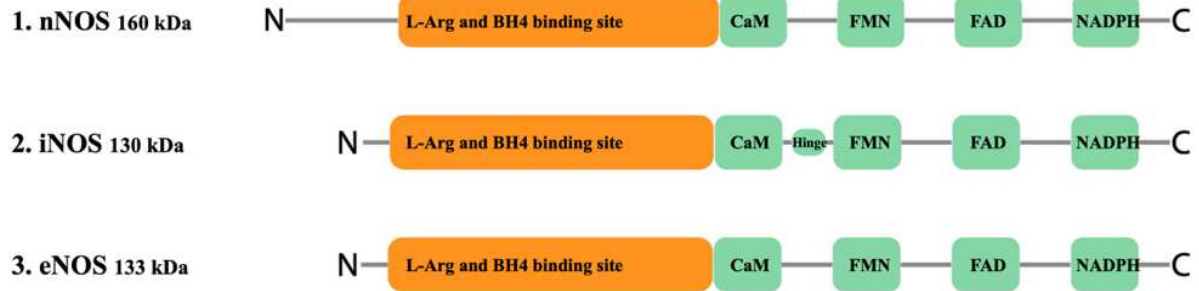 1. nNOS 160 kDa N L-Arg and BH4 binding site CaM FMN FAD NADPH C
2. iNOS 130 kDa N L-Arg and BH4 binding site CaM Hinge FMN FAD NADPH C
3. eNOS 133 kDa N L-Arg and BH4 binding site CaM FMN FAD NADPH C